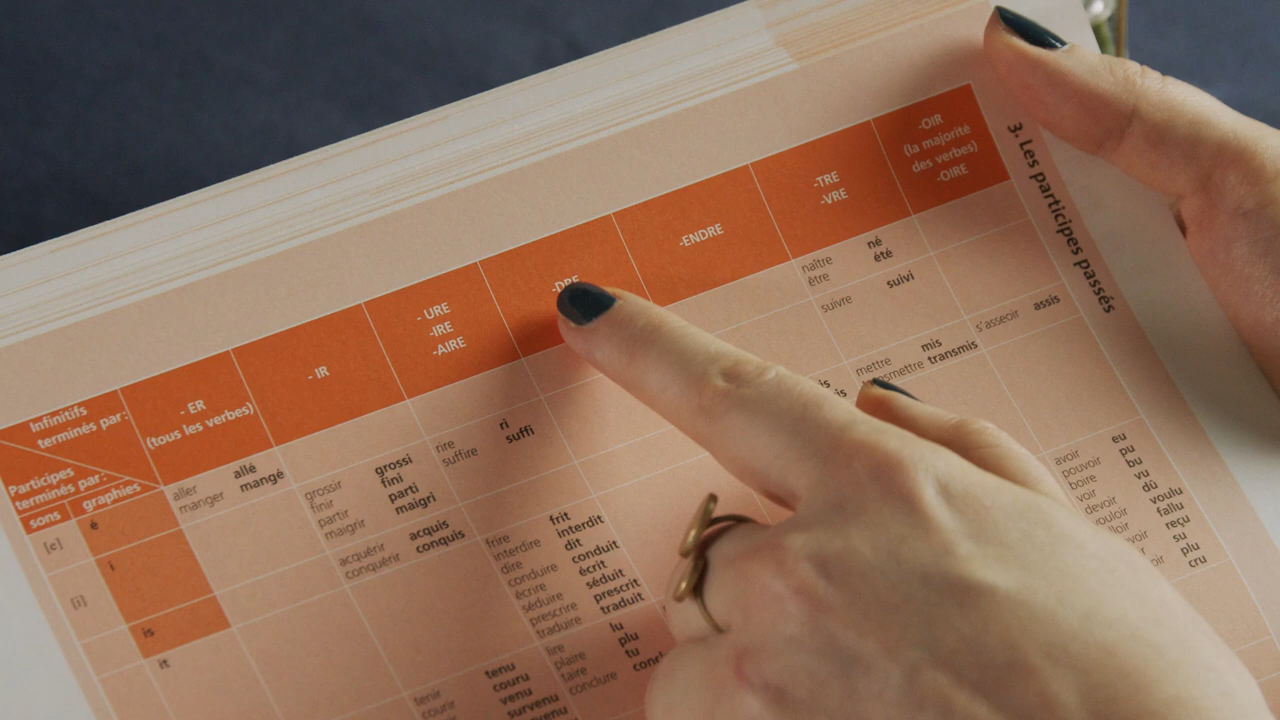 3. Les participes passés
Infinitifs
terminés par:
Participes
terminés par:
sons
graphies
- ER
(tous les verbes)
- IR
- URE
-IRE
-AIRE
-DRE
-ENDRE
-TRE
-VRE
-OIR
(la majorité
des verbes)
-OIRE
[e]
é
aller allé
manger mangé
naître né
être été
[i]
i
grossir grossi
finir fini
partir parti
maigrir maigri
rire ri
suffire suffi
suivre suivi
is
acquérir acquis
conquérir conquis
mettre mis
transmis
s'asseoir assis
it
frire frit
interdire interdit
dire dit
conduire conduit
écrire écrit
séduire séduit
prescrire prescrit
traduire traduit
tenir tenu
courir couru
venu
survenu
lire lu
plaire plu
taire tu
conclure
avoir eu
pouvoir pu
boire bu
voir vu
devoir dû
voulu
fallu
reçu
su
plu
cru